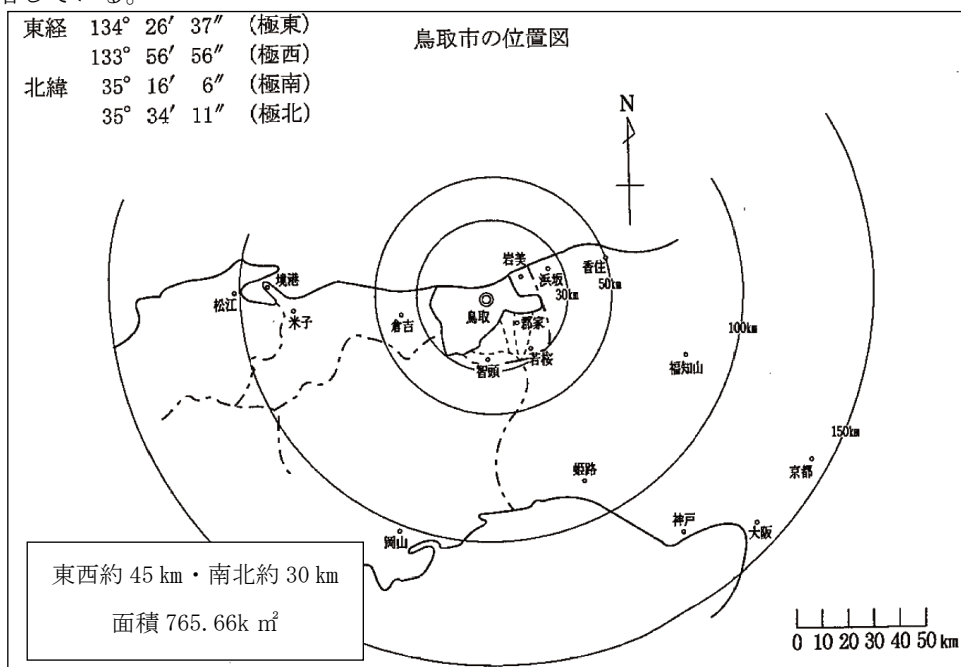 東経 134° 26′ 37″ (極東)
133° 56′ 56″ (極西)
北緯 35° 16′ 6″ (極南)
35° 34′ 11″ (極北)
鳥取市の位置図
N
岩美
浜坂
香住
境港
30㎞
50㎞
松江
米子
倉吉
鳥取
郡家
100㎞
若桜
智頭
福知山
150㎞
京都
姫路
岡山
神戸
大阪
東西約 45 ㎞・南北約 30 ㎞
面積 765.66k ㎡
0 10 20 30 40 50 ㎞